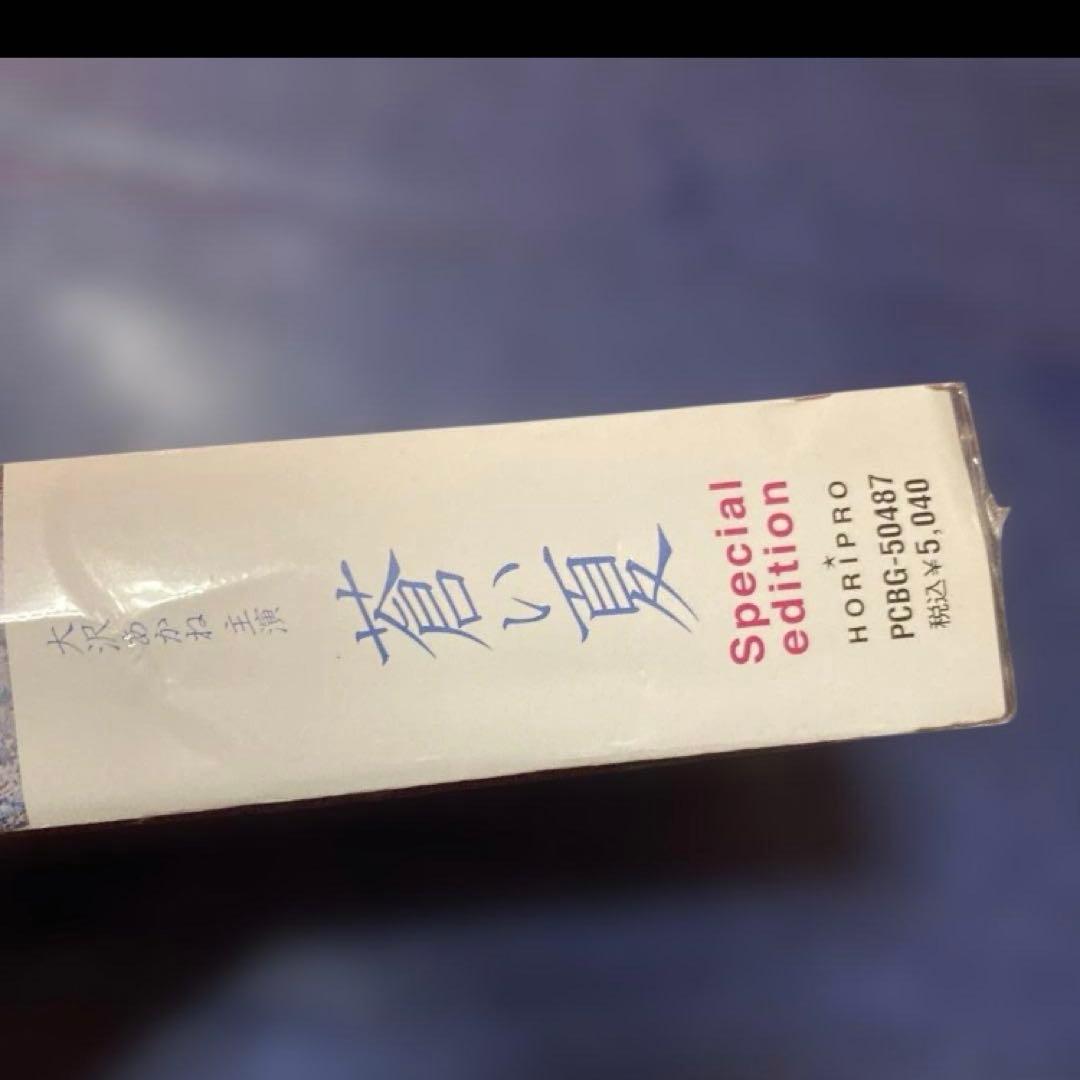 大沢あかね 主演
蒼い夏
Special
edition
HORIPRO
PCBG-50487
税込¥5,040